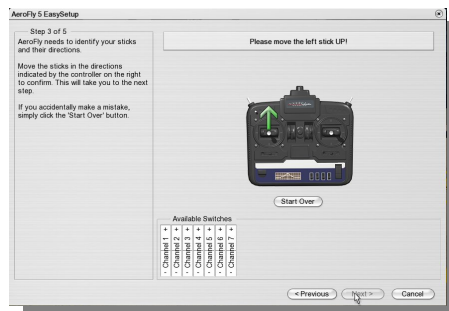 AeroFly 5 EasySetup
Step 3 of 5
AeroFly needs to identify your sticks
and their directions.
Move the sticks in the directions
indicated by the controller on the right
to confirm. This will take you to the next
step.
If you accidentally make a mistake,
simply click the 'Start Over' button.
Please move the left stick UP!
Start Over
Available Switches
- Channel 1 +
- Channel 2 +
- Channel 3 +
- Channel 4 +
- Channel 5 +
- Channel 6 +
- Channel 7 +
< Previous
Next >
Cancel